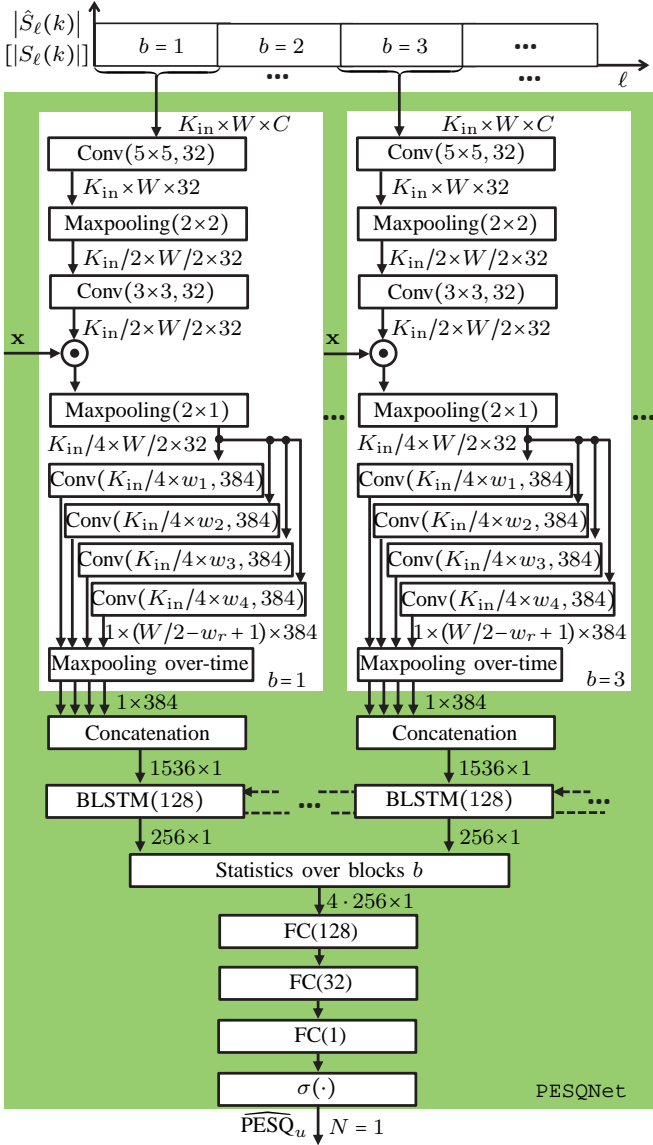 |Ŝ_ℓ(k)|
[|S_ℓ(k)|]
b = 1 b = 2 b = 3 ...
... ... ℓ
K_in×W×C K_in×W×C
Conv(5×5, 32) Conv(5×5, 32)
K_in×W×32 K_in×W×32
Maxpooling(2×2) Maxpooling(2×2)
K_in/2×W/2×32 K_in/2×W/2×32
Conv(3×3, 32) Conv(3×3, 32)
K_in/2×W/2×32 K_in/2×W/2×32
x x
Maxpooling(2×1) ... Maxpooling(2×1) ...
K_in/4×W/2×32 K_in/4×W/2×32
Conv(K_in/4×w_1, 384) Conv(K_in/4×w_1, 384)
Conv(K_in/4×w_2, 384) Conv(K_in/4×w_2, 384)
Conv(K_in/4×w_3, 384) Conv(K_in/4×w_3, 384)
Conv(K_in/4×w_4, 384) Conv(K_in/4×w_4, 384)
1×(W/2−w_r + 1)×384 1×(W/2−w_r + 1)×384
Maxpooling over-time Maxpooling over-time
b=1 b=3
1×384 1×384
Concatenation Concatenation
1536×1 1536×1
BLSTM(128) ... BLSTM(128) ...
256×1 256×1
Statistics over blocks b
4 · 256×1
FC(128)
FC(32)
FC(1)
σ(·)
PESQNet
\widehat{PESQ}_u N = 1